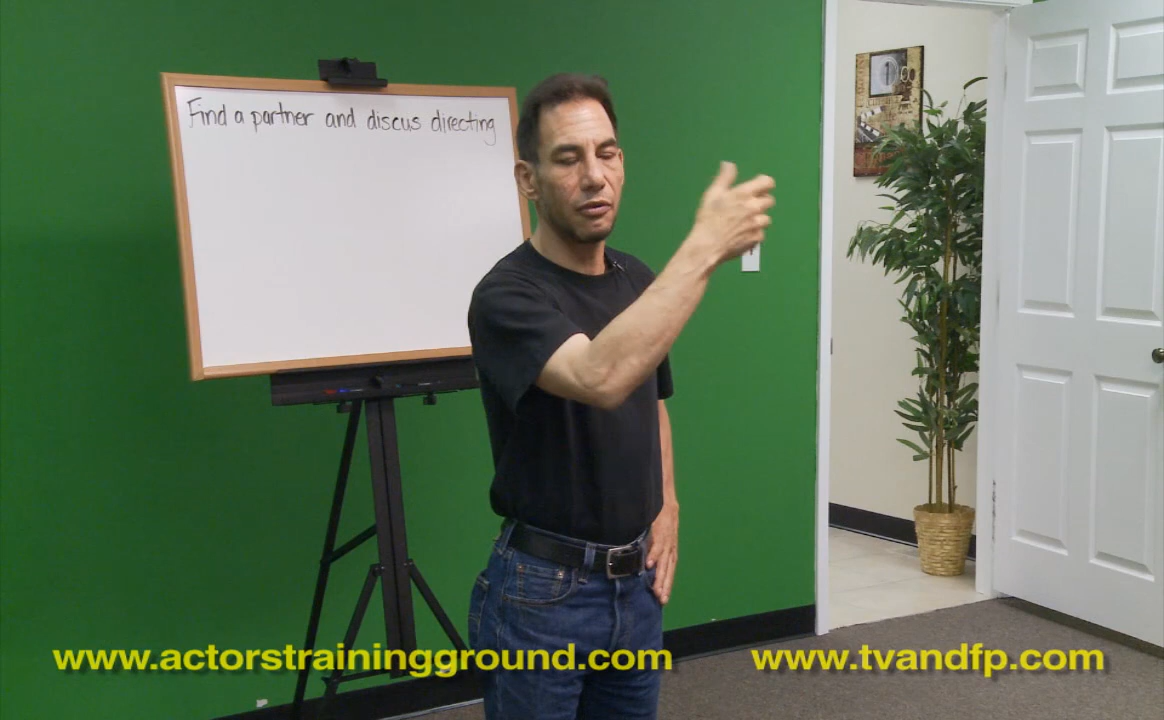 Find a partner and discus directing
www.actorstrainingground.com
www.tvandfp.com